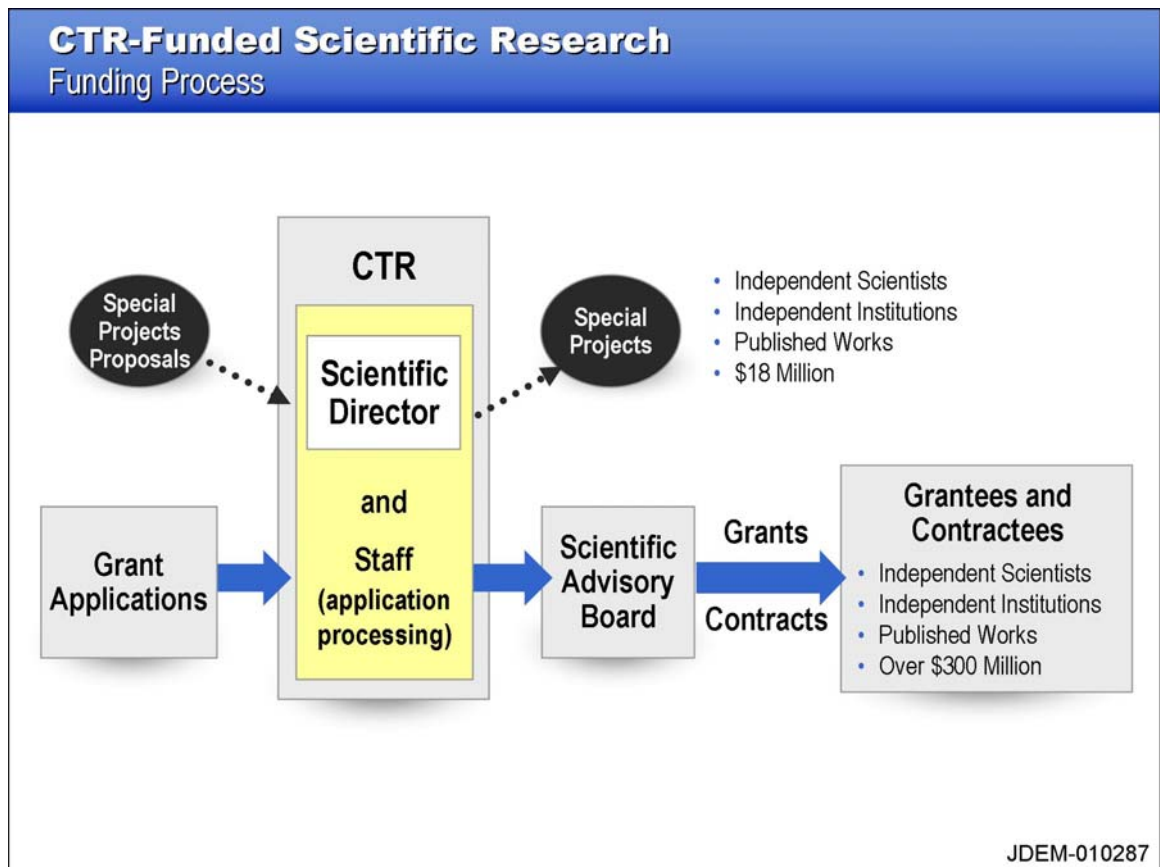 CTR-Funded Scientific Research
Funding Process
CTR
Special
Projects
Proposals
Scientific
Director
Special
Projects
• Independent Scientists
• Independent Institutions
• Published Works
• $18 Million
Grant
Applications
and
Staff
(application
processing)
Scientific
Advisory
Board
Grants
Contracts
Grantees and
Contractees
• Independent Scientists
• Independent Institutions
• Published Works
• Over $300 Million
JDEM-010287